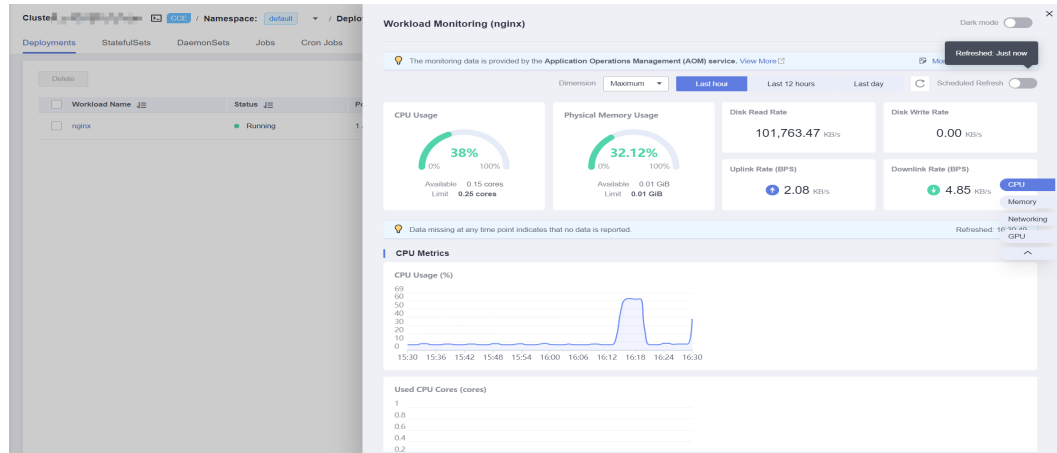 Cluster CCE / Namespace: default / Deplo
Deployments StatefulSets DaemonSets Jobs Cron Jobs
Delete
Workload Name Status Po
nginx Running 1
Workload Monitoring (nginx)
Dark mode
The monitoring data is provided by the Application Operations Management (AOM) service. View More
Mo
Refreshed: Just now
Dimension Maximum Last hour Last 12 hours Last day Scheduled Refresh
CPU Usage
38%
0% 100%
Available 0.15 cores
Limit 0.25 cores
Physical Memory Usage
32.12%
0% 100%
Available 0.01 GiB
Limit 0.01 GiB
Disk Read Rate
101,763.47 KB/s
Disk Write Rate
0.00 KB/s
Uplink Rate (BPS)
2.08 KB/s
Downlink Rate (BPS)
4.85 KB/s
CPU
Memory
Networking
GPU
Data missing at any time point indicates that no data is reported.
Refreshed: 16:30:49
CPU Metrics
CPU Usage (%)
69
60
50
40
30
20
10
0
15:30 15:36 15:42 15:48 15:54 16:00 16:06 16:12 16:18 16:24 16:30
Used CPU Cores (cores)
1
0.8
0.6
0.4
0.2